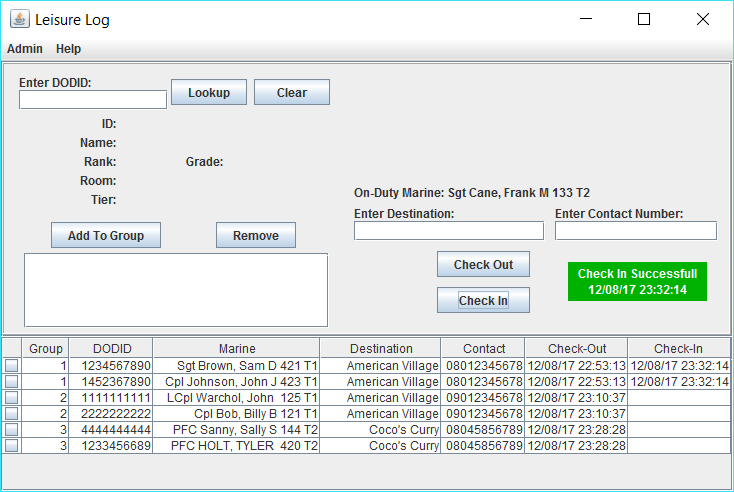 Leisure Log
Admin Help
Enter DODID:
Lookup Clear
ID:
Name:
Rank: Grade:
Room:
Tier:
On-Duty Marine: Sgt Cane, Frank M 133 T2
Enter Destination: Enter Contact Number:
Add To Group Remove
Check Out
Check In Successfull
12/08/17 23:32:14
Check In
Group DODID Marine Destination Contact Check-Out Check-In
1 1234567890 Sgt Brown, Sam D 421 T1 American Village 08012345678 12/08/17 22:53:13 12/08/17 23:32:14
1 1452367890 Cpl Johnson, John J 423 T1 American Village 08012345678 12/08/17 22:53:13 12/08/17 23:32:14
2 1111111111 LCpl Warchol, John 125 T1 American Village 09012345678 12/08/17 23:10:37
2 2222222222 Cpl Bob, Billy B 121 T1 American Village 09012345678 12/08/17 23:10:37
3 4444444444 PFC Sanny, Sally S 144 T2 Coco's Curry 08045856789 12/08/17 23:28:28
3 1233456689 PFC HOLT, TYLER 420 T2 Coco's Curry 08045856789 12/08/17 23:28:28